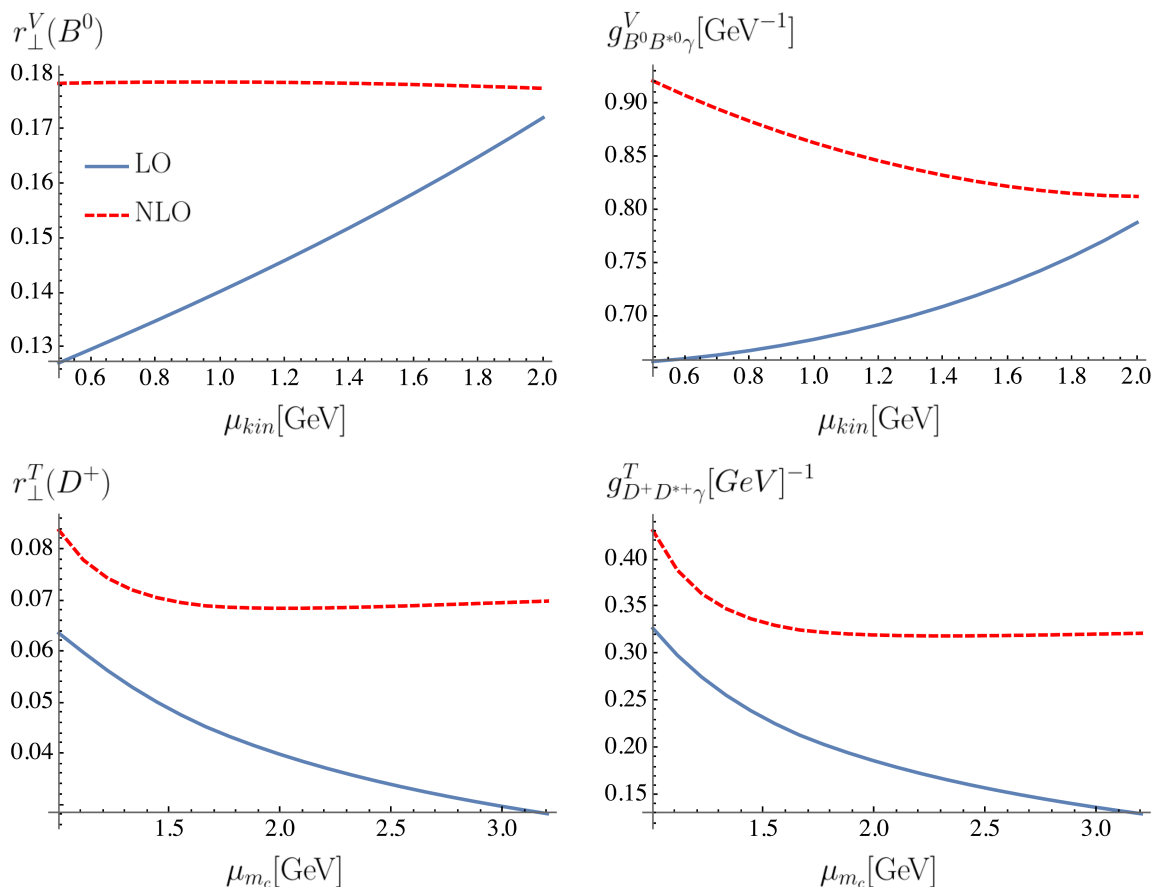 r_⊥^V(B^0)
0.18
0.17
0.16
0.15
0.14
0.13
LO
NLO
0.6 0.8 1.0 1.2 1.4 1.6 1.8 2.0
μ_{kin}[GeV]
g^V_{B^0B^{*0}γ}[GeV^{-1}]
0.90
0.85
0.80
0.75
0.70
0.6 0.8 1.0 1.2 1.4 1.6 1.8 2.0
μ_{kin}[GeV]
r_⊥^T(D^+)
0.08
0.07
0.06
0.05
0.04
1.5 2.0 2.5 3.0
μ_{m_c}[GeV]
g^T_{D^+D^{*+}γ}[GeV]^{-1}
0.40
0.35
0.30
0.25
0.20
0.15
1.5 2.0 2.5 3.0
μ_{m_c}[GeV]